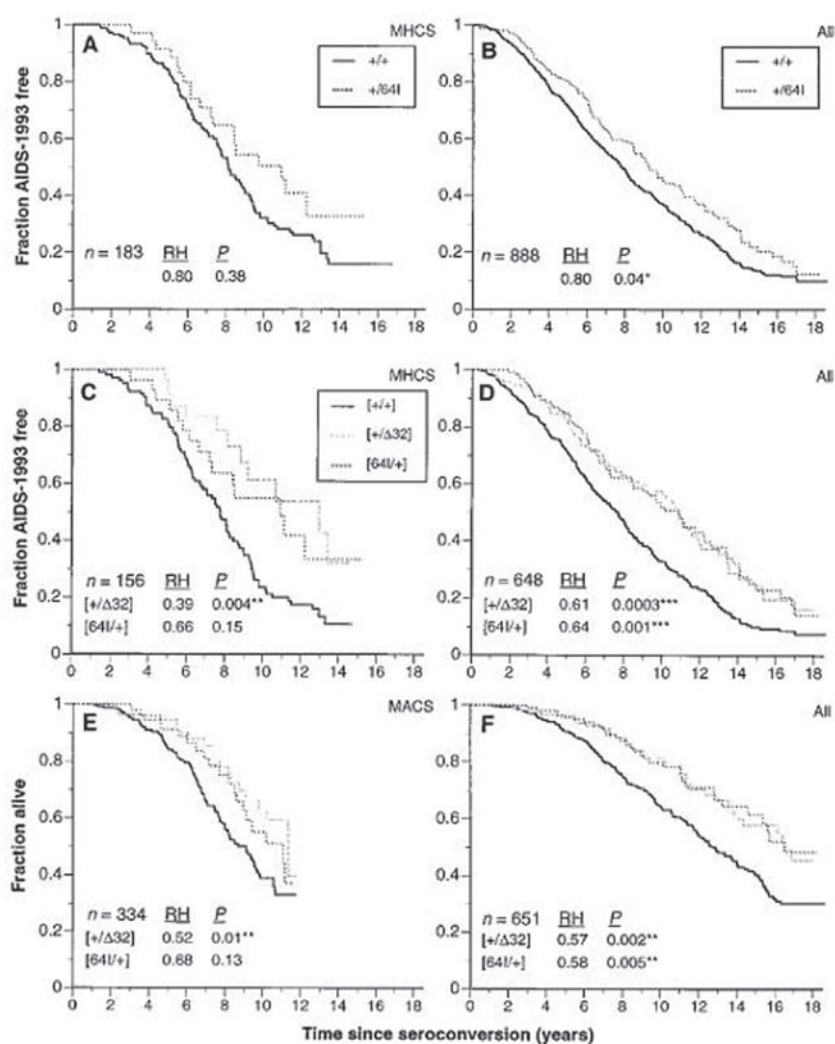 A MHCS
+/+
+/64I
Fraction AIDS-1993 free
1
0.8
0.6
0.4
0.2
0
n = 183 RH P
0.80 0.38
0 2 4 6 8 10 12 14 16 18
B All
+/+
+/64I
1
0.8
0.6
0.4
0.2
0
n = 888 RH P
0.80 0.04*
0 2 4 6 8 10 12 14 16 18
C MHCS
[+/+]
[+/Δ32]
[64I/+]
Fraction AIDS-1993 free
1
0.8
0.6
0.4
0.2
0
n = 156 RH P
[+/Δ32] 0.39 0.004**
[64I/+] 0.66 0.15
0 2 4 6 8 10 12 14 16 18
D All
1
0.8
0.6
0.4
0.2
0
n = 648 RH P
[+/Δ32] 0.61 0.0003***
[64I/+] 0.64 0.001***
0 2 4 6 8 10 12 14 16 18
E MACS
Fraction alive
1
0.8
0.6
0.4
0.2
0
n = 334 RH P
[+/Δ32] 0.52 0.01**
[64I/+] 0.68 0.13
0 2 4 6 8 10 12 14 16 18
F All
1
0.8
0.6
0.4
0.2
0
n = 651 RH P
[+/Δ32] 0.57 0.002**
[64I/+] 0.58 0.005**
0 2 4 6 8 10 12 14 16 18
Time since seroconversion (years)